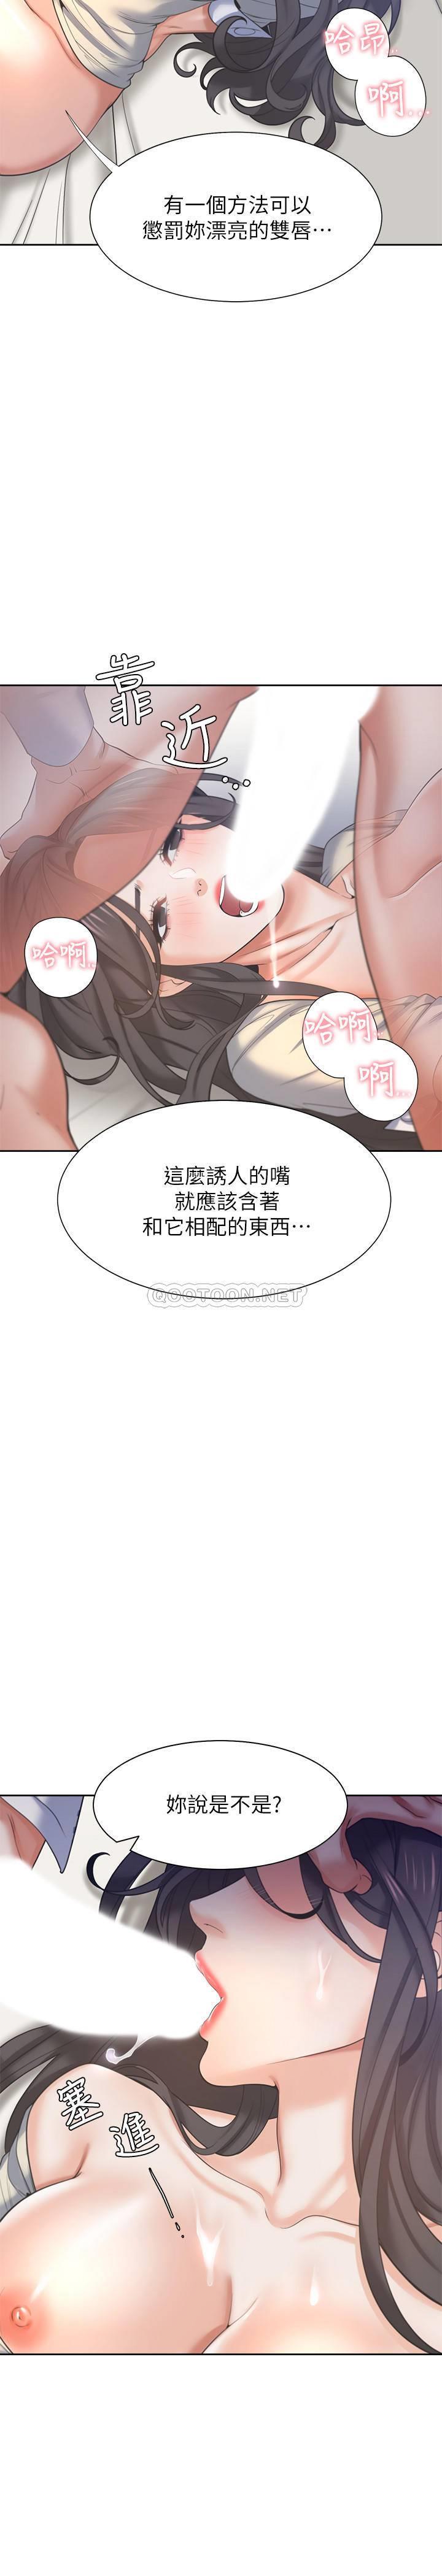 哈昂..
啊...
有一個方法可以
懲罰妳漂亮的雙唇⋯
靠近...
哈啊..
哈啊..
啊...
這麼誘人的嘴
就應該含著
和它相配的東西⋯
QOOTOON.NET
妳說是不是?
塞進...